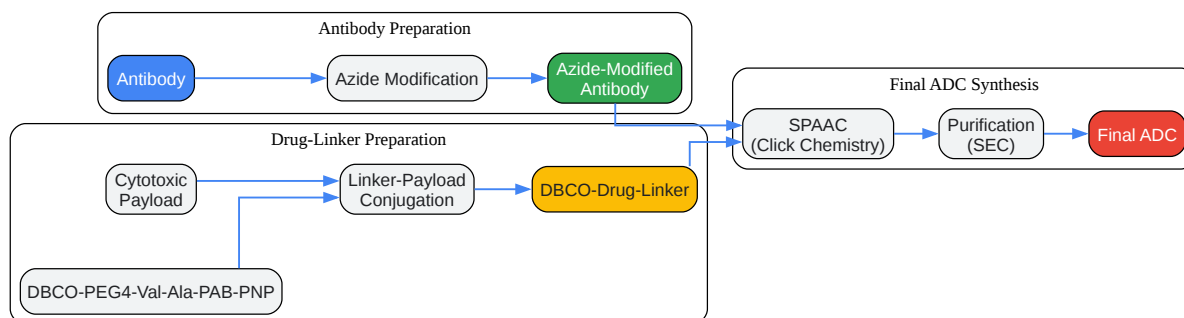 Antibody Preparation
Antibody
Azide Modification
Azide-Modified
Antibody
Drug-Linker Preparation
Cytotoxic
Payload
Linker-Payload
Conjugation
DBCO-Drug-Linker
DBCO-PEG4-Val-Ala-PAB-PNP
Final ADC Synthesis
SPAAC
(Click Chemistry)
Purification
(SEC)
Final ADC